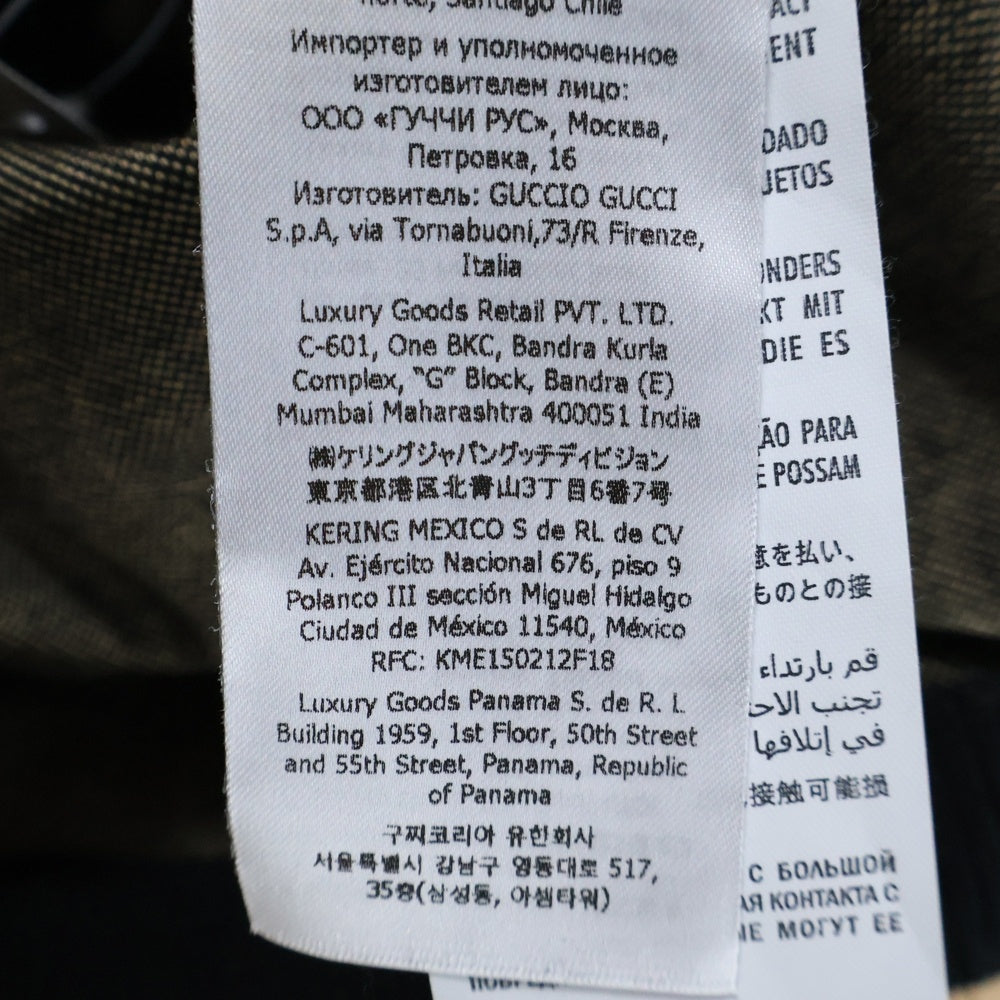 norte, Santiago Chile
Импортер и уполномоченное
изготовителем лицо:
ООО «ГУЧЧИ РУС», Москва,
Петровка, 16
Изготовитель: GUCCIO GUCCI
S.p.A, via Tornabuoni,73/R Firenze,
Italia
Luxury Goods Retail PVT. LTD.
C-601, One BKC, Bandra Kurla
Complex, "G" Block, Bandra (E)
Mumbai Maharashtra 400051 India
㈱ケリングジャパングッチディビジョン
東京都港区北青山3丁目6番7号
KERING MEXICO S de RL de CV
Av. Ejército Nacional 676, piso 9
Polanco III sección Miguel Hidalgo
Ciudad de México 11540, México
RFC: KME150212F18
Luxury Goods Panama S. de R. L
Building 1959, 1st Floor, 50th Street
and 55th Street, Panama, Republic
of Panama
구찌코리아 유한회사
서울특별시 강남구 영동대로 517,
35층(삼성동, 아셈타워)
ACT
ENT
DADO
JETOS
ONDERS
KT MIT
DIE ES
ÇÃO PARA
E POSSAM
意を払い、
ものとの接
قم بارتداء
تجنب الاحت
في إتلافها
接触可能损
С БОЛЬШОЙ
АЯ КОНТАКТА С
ЫЕ МОГУТ ЕЕ